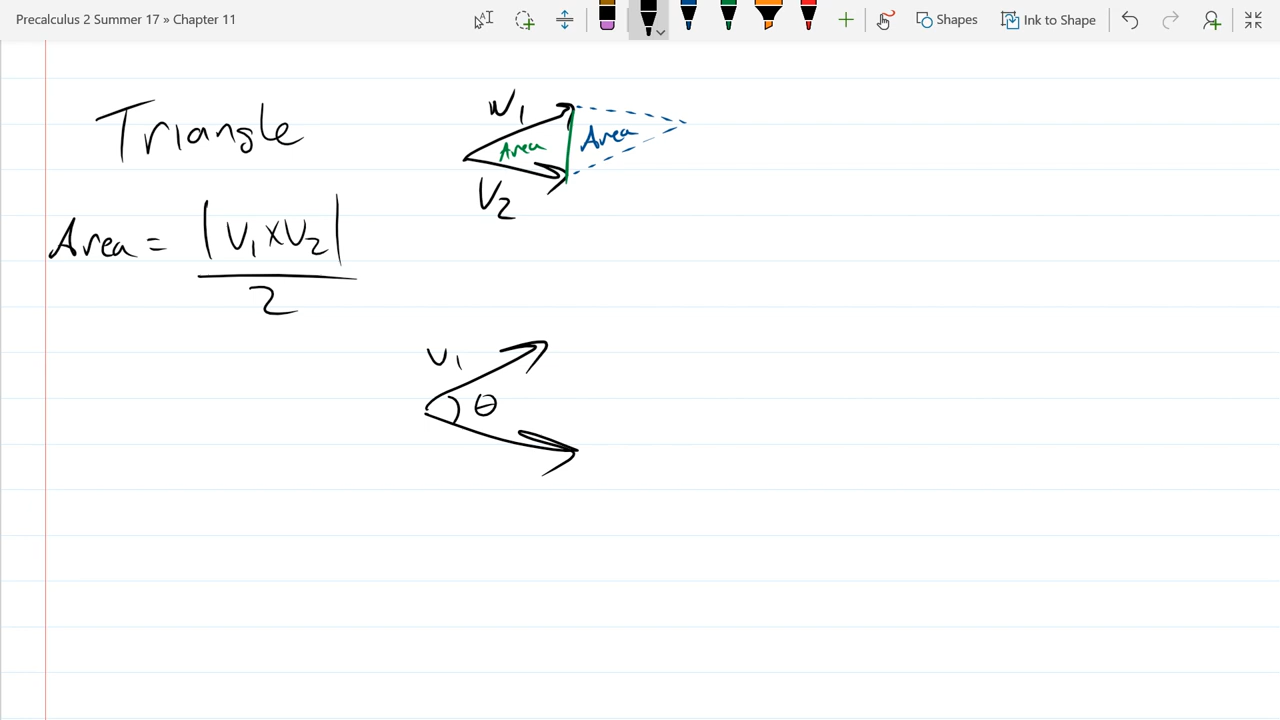 Precalculus 2 Summer 17 » Chapter 11
Shapes
Ink to Shape
Triangle
V1
Area
Area
V2
Area = |V1×V2|
2
V1
θ